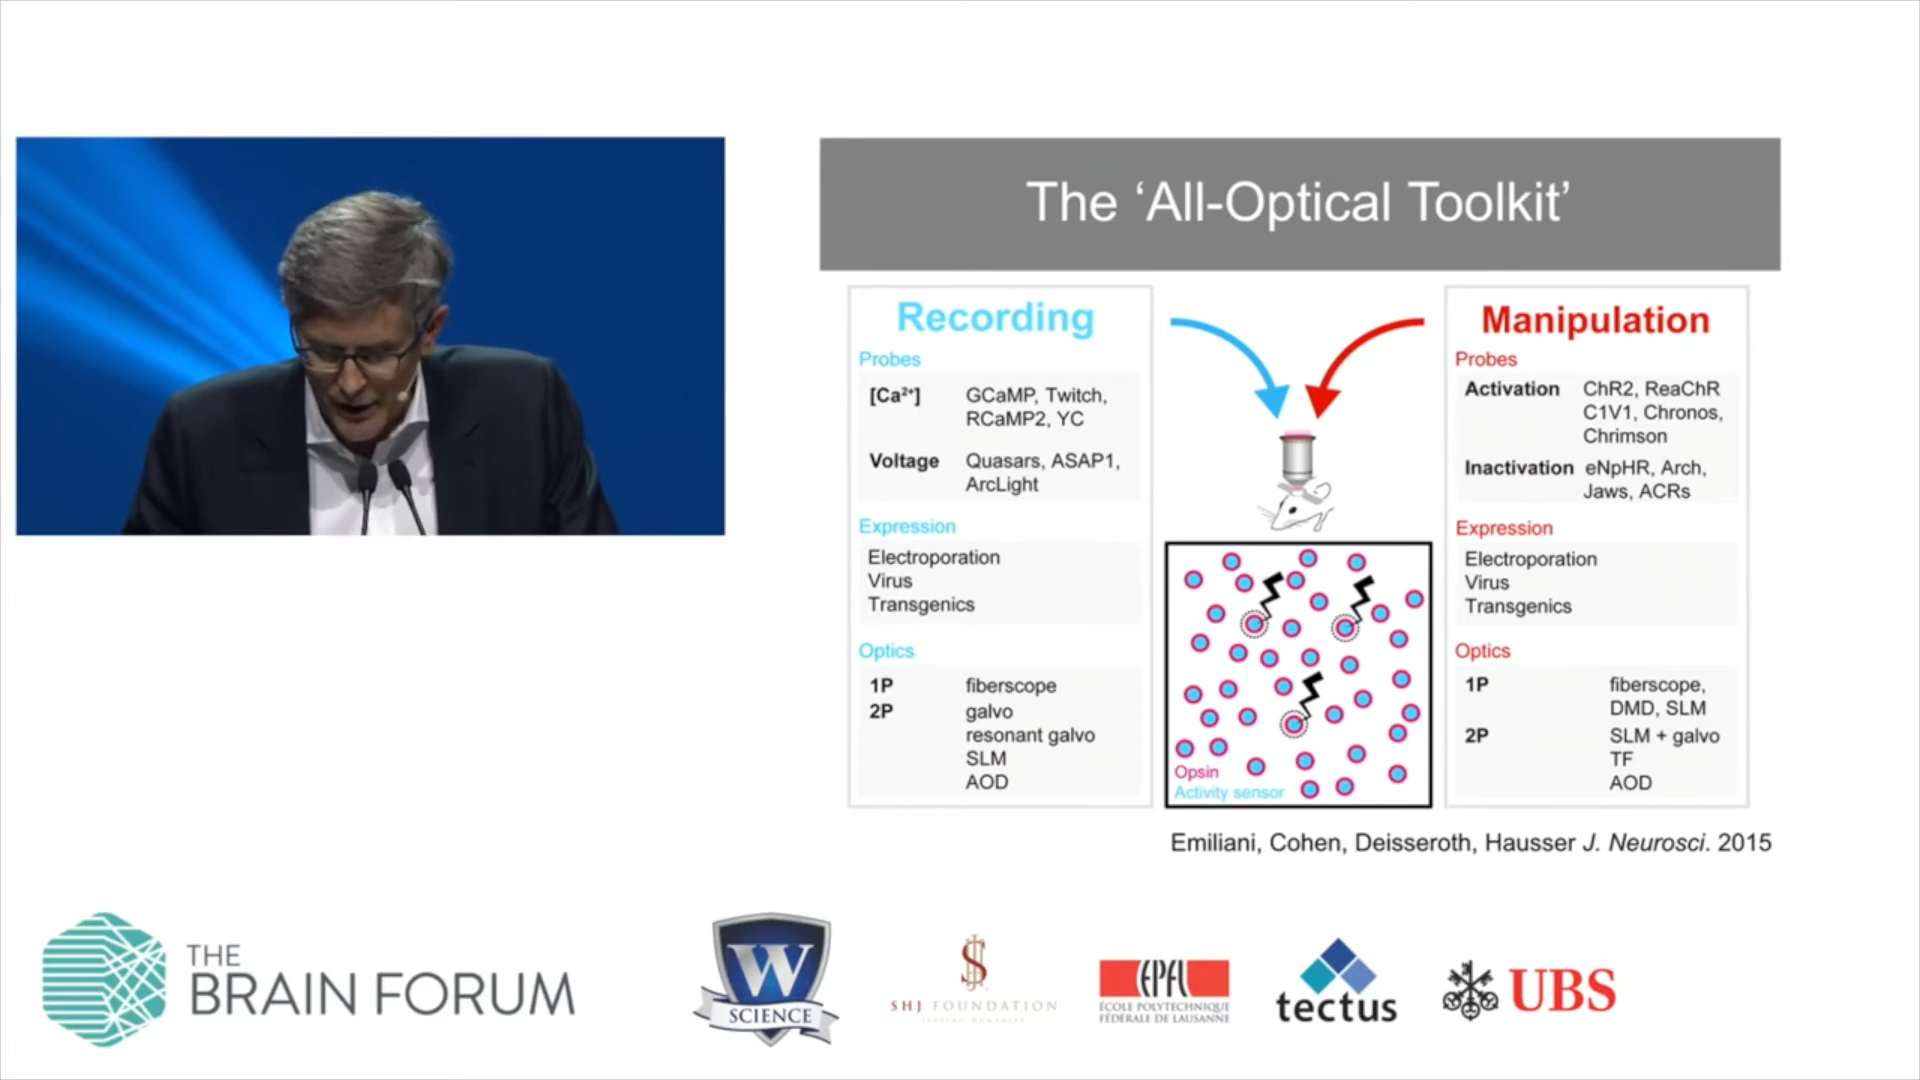 The ‘All-Optical Toolkit’
Recording
Probes
[Ca²⁺] GCaMP, Twitch,
RCaMP2, YC
Voltage Quasars, ASAP1,
ArcLight
Expression
Electroporation
Virus
Transgenics
Optics
1P fiberscope
2P galvo
resonant galvo
SLM
AOD
Opsin
Activity sensor
Manipulation
Probes
Activation ChR2, ReaChR
C1V1, Chronos,
Chrimson
Inactivation eNpHR, Arch,
Jaws, ACRs
Expression
Electroporation
Virus
Transgenics
Optics
1P fiberscope,
DMD, SLM
2P SLM + galvo
TF
AOD
Emiliani, Cohen, Deisseroth, Hausser J. Neurosci. 2015
THE
BRAIN FORUM
W
SCIENCE
SHJ FOUNDATION
EPFL
ÉCOLE POLYTECHNIQUE
FÉDÉRALE DE LAUSANNE
tectus
UBS